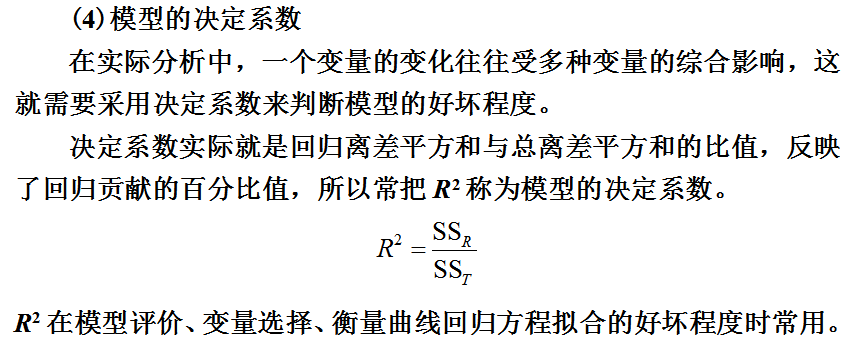 (4)模型的决定系数
在实际分析中，一个变量的变化往往受多种变量的综合影响，这
就需要采用决定系数来判断模型的好坏程度。
决定系数实际就是回归离差平方和与总离差平方和的比值，反映
了回归贡献的百分比值，所以常把 R² 称为模型的决定系数。
R² = SS_R / SS_T
R² 在模型评价、变量选择、衡量曲线回归方程拟合的好坏程度时常用。